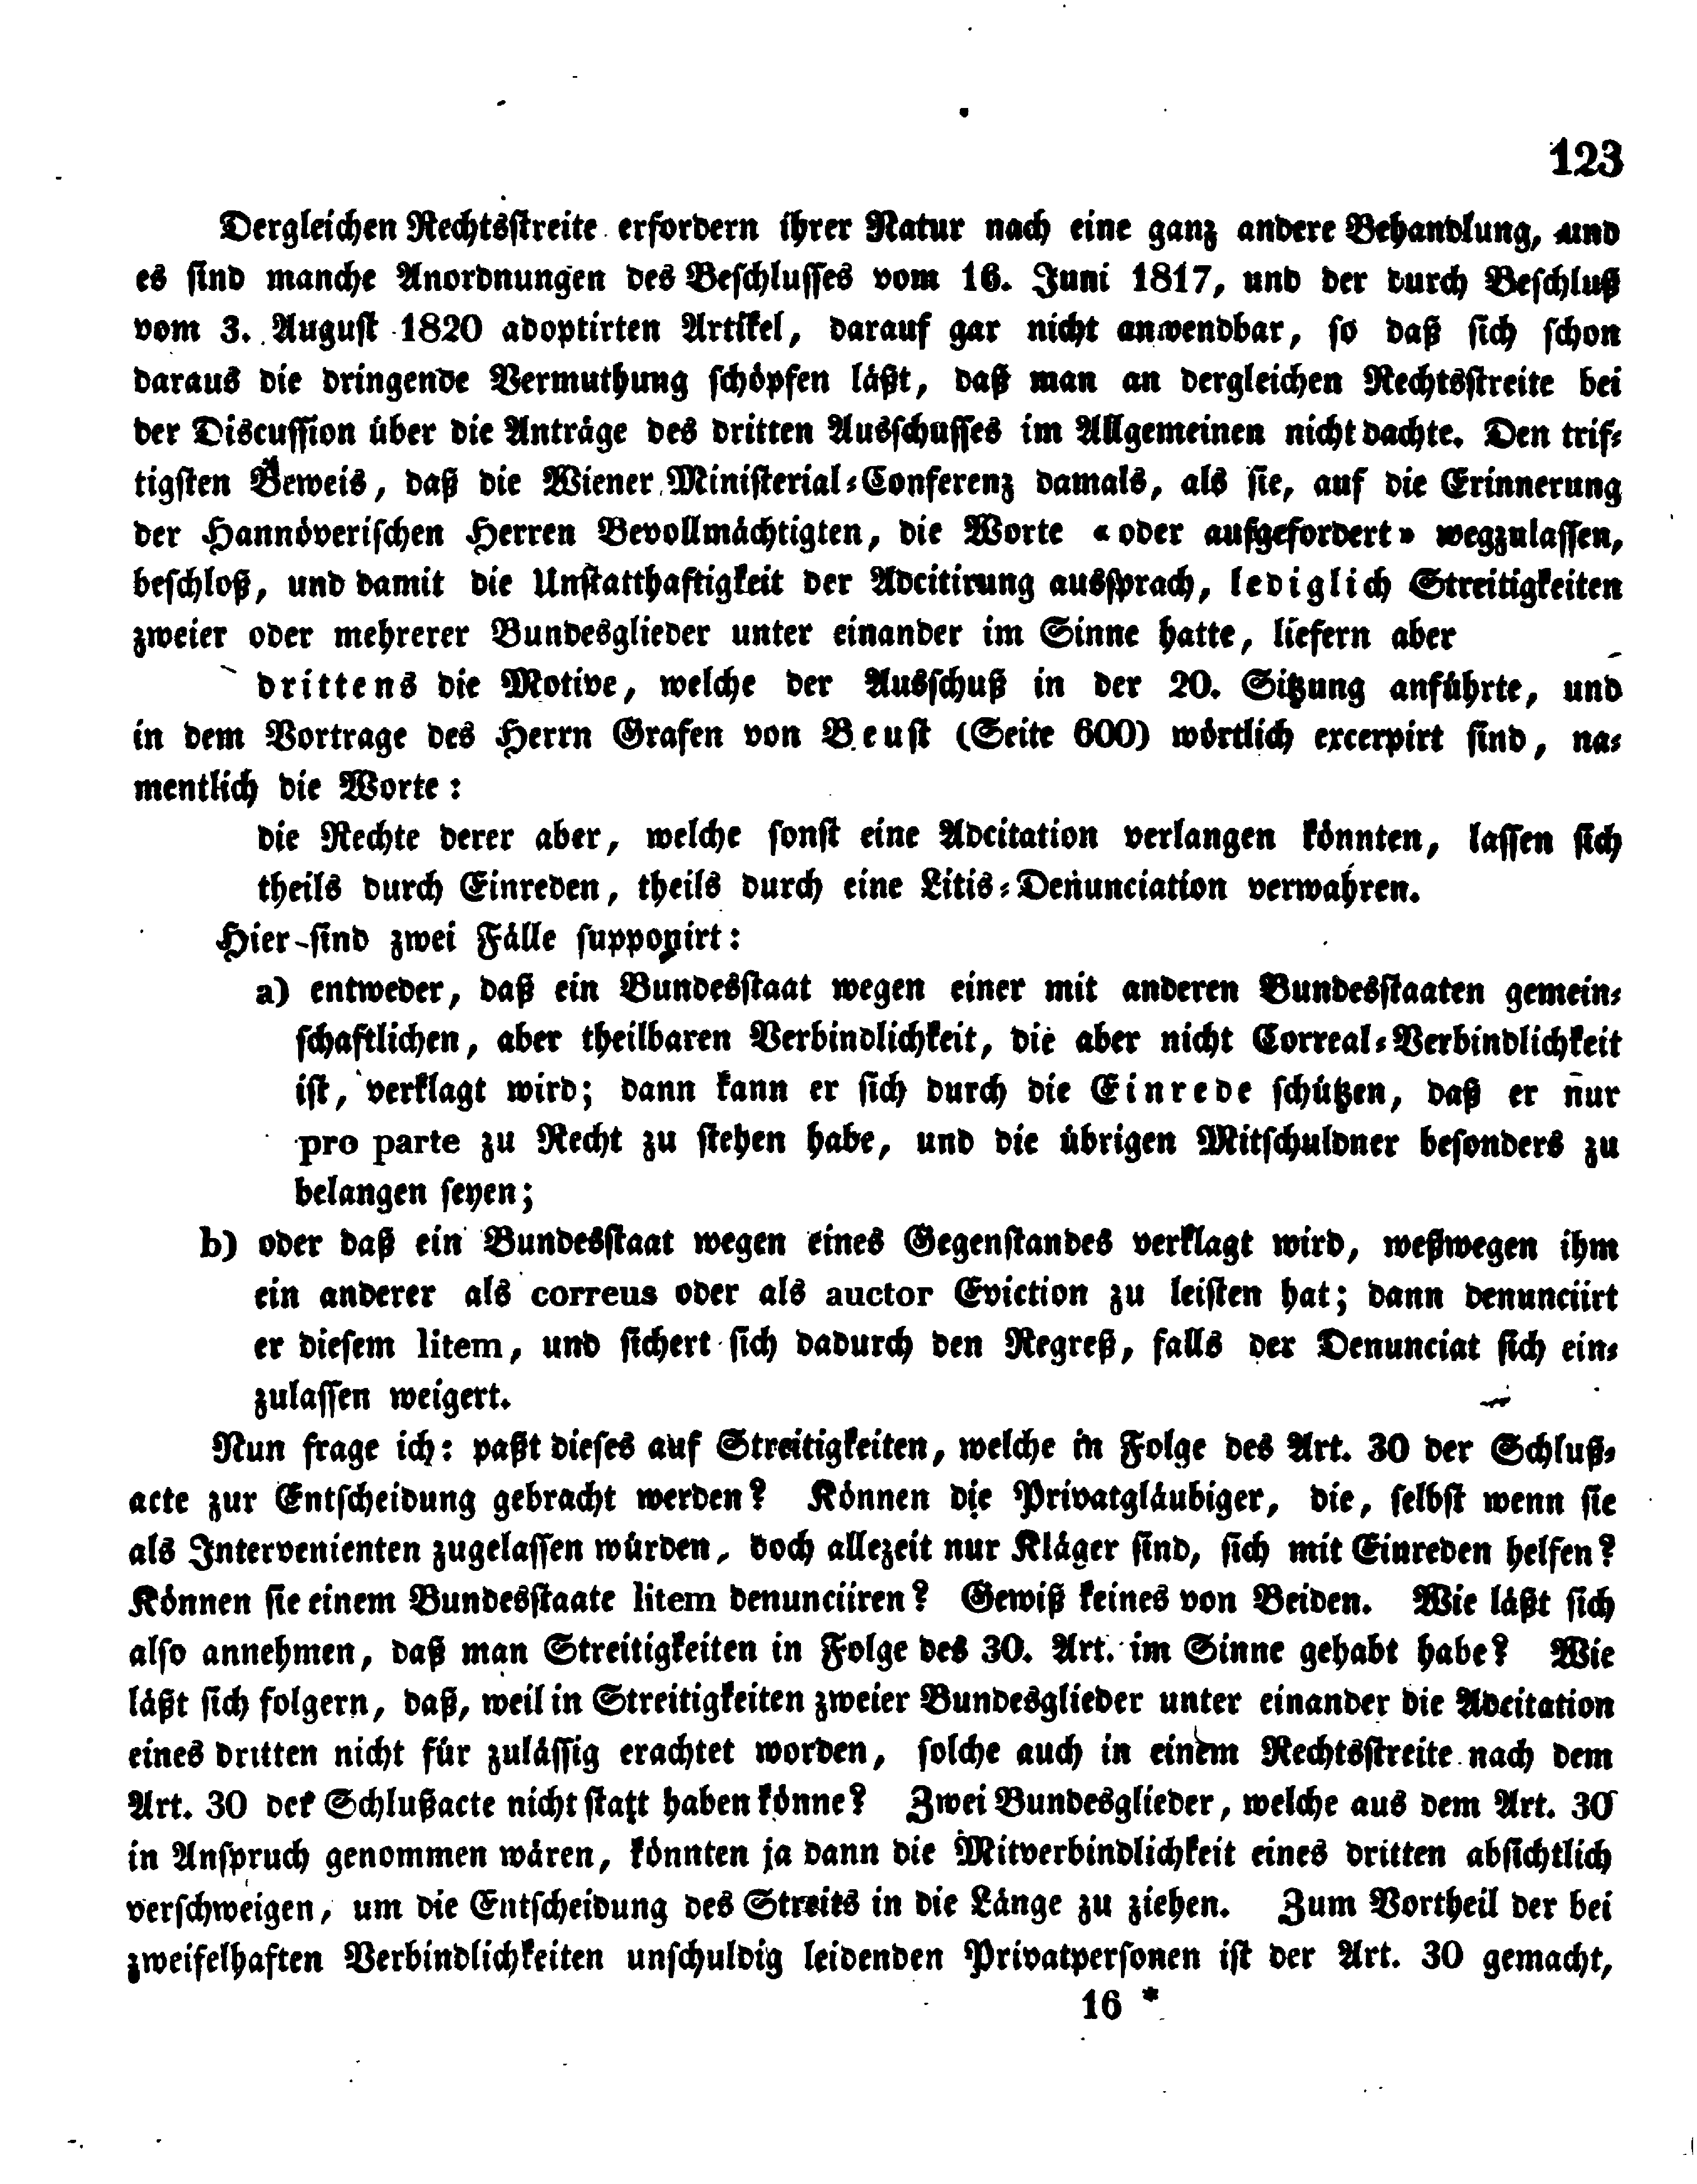 123
Dergleichen Rechtsstreite erfordern ihrer Natur nach eine ganz andere Behandlung, und
es sind manche Anordnungen des Beschlusses vom 16. Juni 1817, und der durch Beschluß
vom 3. August 1820 adoptirten Artikel, darauf gar nicht anwendbar, so daß sich schon
daraus die dringende Vermuthung schöpfen läßt, daß man an dergleichen Rechtsstreite bei
der Discussion über die Anträge des dritten Ausschusses im Allgemeinen nicht dachte. Den trif-
tigsten Beweis, daß die Wiener Ministerial-Conferenz damals, als sie, auf die Erinnerung
der Hannöverischen Herren Bevollmächtigten, die Worte «oder aufgefordert» wegzulassen,
beschloß, und damit die Unstatthaftigkeit der Adcitirung aussprach, lediglich Streitigkeiten
zweier oder mehrerer Bundesglieder unter einander im Sinne hatte, liefern aber
drittens die Motive, welche der Ausschuß in der 20. Sitzung anführte, und
in dem Vortrage des Herrn Grafen von Beust (Seite 600) wörtlich excerpirt sind, na-
mentlich die Worte:
die Rechte derer aber, welche sonst eine Adcitation verlangen könnten, lassen sich
theils durch Einreden, theils durch eine Litis-Denunciation verwahren.
Hier sind zwei Fälle supponirt:
a) entweder, daß ein Bundesstaat wegen einer mit anderen Bundesstaaten gemein-
schaftlichen, aber theilbaren Verbindlichkeit, die aber nicht Correal-Verbindlichkeit
ist, verklagt wird; dann kann er sich durch die Einrede schützen, daß er nur
pro parte zu Recht zu stehen habe, und die übrigen Mitschuldner besonders zu
belangen seyen;
b) oder daß ein Bundesstaat wegen eines Gegenstandes verklagt wird, weßwegen ihm
ein anderer als correus oder als auctor Eviction zu leisten hat; dann denunciirt
er diesem litem, und sichert sich dadurch den Regreß, falls der Denunciat sich ein-
zulassen weigert.
Nun frage ich: paßt dieses auf Streitigkeiten, welche in Folge des Art. 30 der Schluß-
acte zur Entscheidung gebracht werden? Können die Privatgläubiger, die, selbst wenn sie
als Intervenienten zugelassen würden, doch allezeit nur Kläger sind, sich mit Einreden helfen?
Können sie einem Bundesstaate litem denunciiren? Gewiß keines von Beiden. Wie läßt sich
also annehmen, daß man Streitigkeiten in Folge des 30. Art. im Sinne gehabt habe? Wie
läßt sich folgern, daß, weil in Streitigkeiten zweier Bundesglieder unter einander die Adcitation
eines dritten nicht für zulässig erachtet worden, solche auch in einem Rechtsstreite nach dem
Art. 30 der Schlußacte nicht statt haben könne? Zwei Bundesglieder, welche aus dem Art. 30
in Anspruch genommen wären, könnten ja dann die Mitverbindlichkeit eines dritten absichtlich
verschweigen, um die Entscheidung des Streits in die Länge zu ziehen. Zum Vortheil der bei
zweifelhaften Verbindlichkeiten unschuldig leidenden Privatpersonen ist der Art. 30 gemacht,
16 *